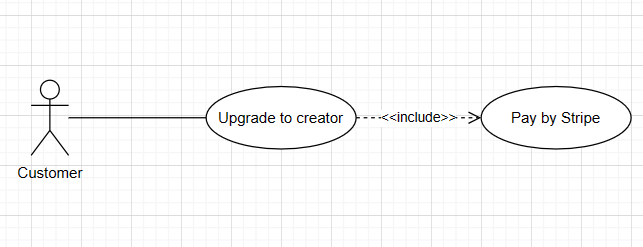 Upgrade to creator
<<include>>
Pay by Stripe
Customer